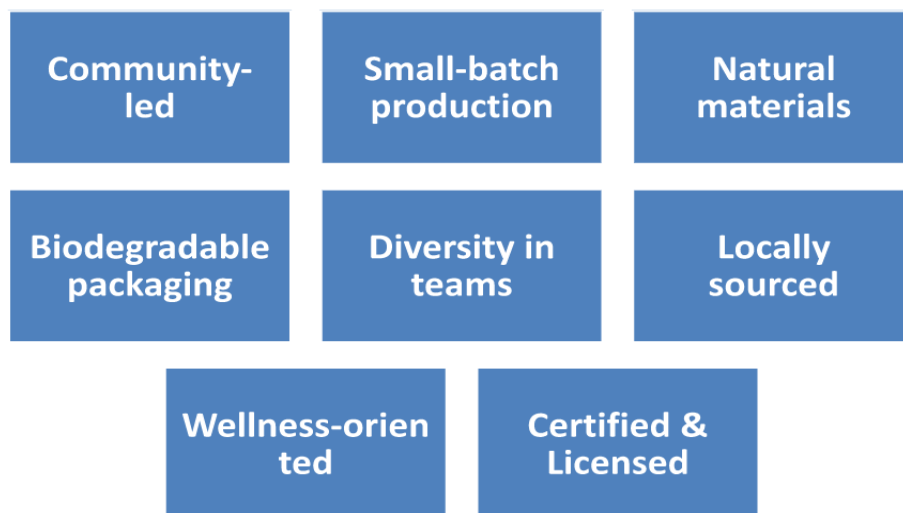 Community-
led
Small-batch
production
Natural
materials
Biodegradable
packaging
Diversity in
teams
Locally
sourced
Wellness-orien
ted
Certified &
Licensed